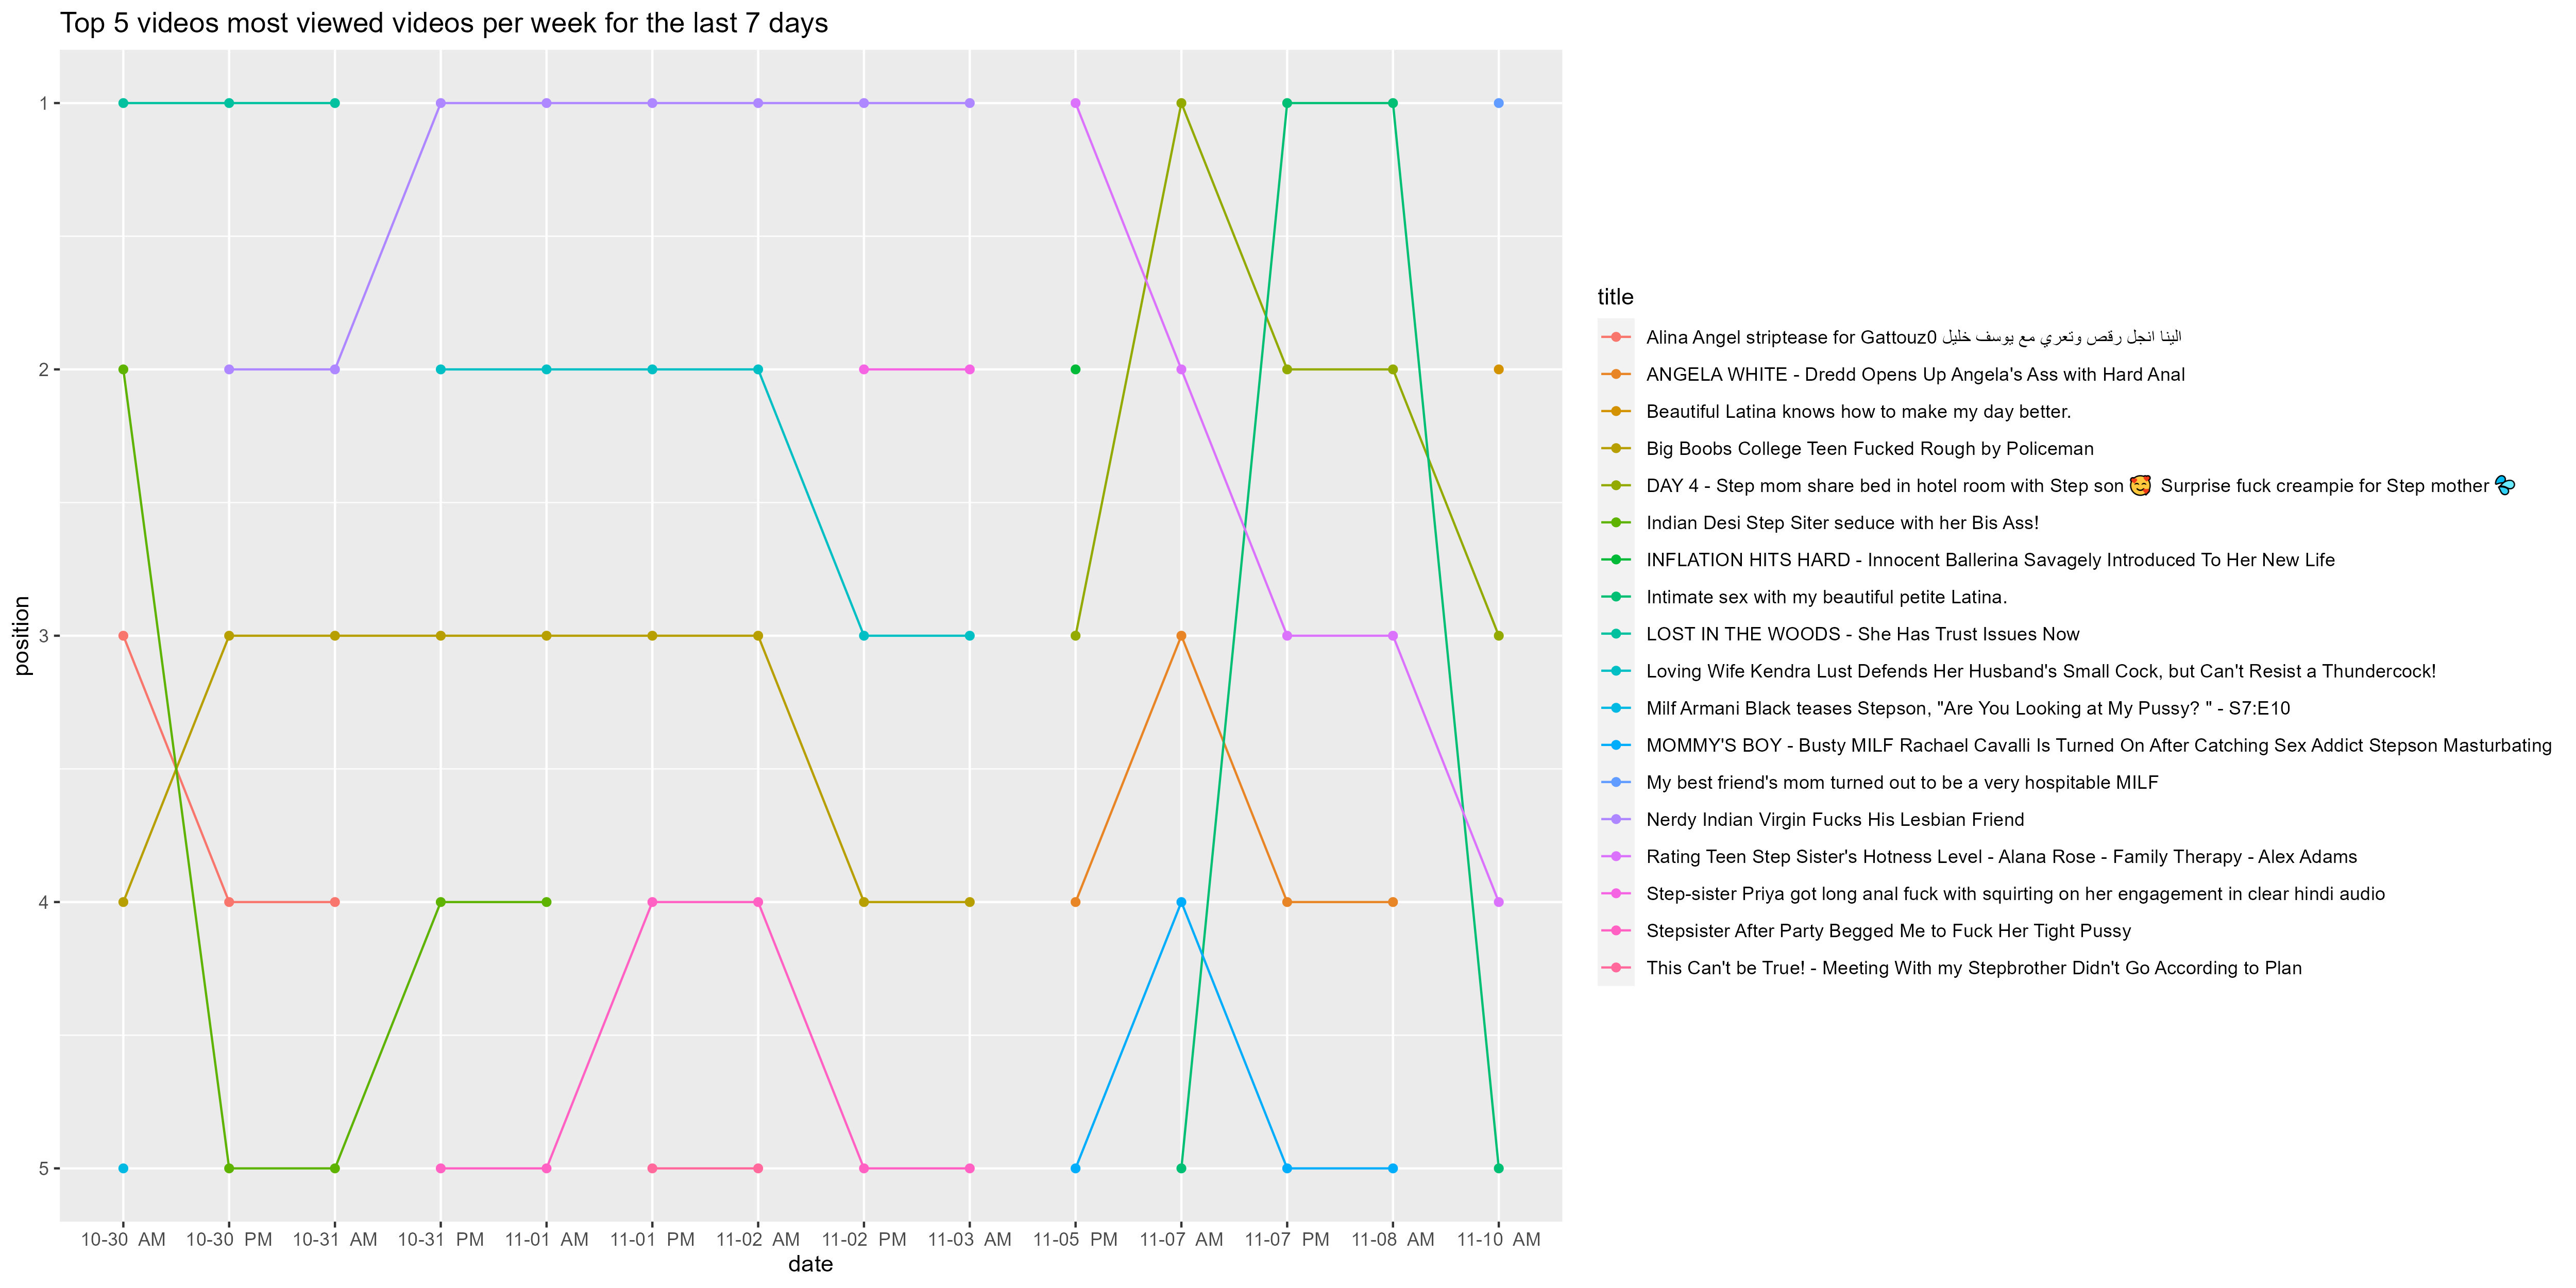 Top 5 videos most viewed videos per week for the last 7 days
position
1
2
3
4
5
10-30 AM
10-30 PM
10-31 AM
10-31 PM
11-01 AM
11-01 PM
11-02 AM
11-02 PM
11-03 AM
11-05 PM
11-07 AM
11-07 PM
11-08 AM
11-10 AM
date
title
Alina Angel striptease for Gattouz0 الينا انجل رقص وتعري مع يوسف خليل
ANGELA WHITE - Dredd Opens Up Angela's Ass with Hard Anal
Beautiful Latina knows how to make my day better.
Big Boobs College Teen Fucked Rough by Policeman
DAY 4 - Step mom share bed in hotel room with Step son 🥰 Surprise fuck creampie for Step mother 💦
Indian Desi Step Siter seduce with her Bis Ass!
INFLATION HITS HARD - Innocent Ballerina Savagely Introduced To Her New Life
Intimate sex with my beautiful petite Latina.
LOST IN THE WOODS - She Has Trust Issues Now
Loving Wife Kendra Lust Defends Her Husband's Small Cock, but Can't Resist a Thundercock!
Milf Armani Black teases Stepson, "Are You Looking at My Pussy? " - S7:E10
MOMMY'S BOY - Busty MILF Rachael Cavalli Is Turned On After Catching Sex Addict Stepson Masturbating
My best friend's mom turned out to be a very hospitable MILF
Nerdy Indian Virgin Fucks His Lesbian Friend
Rating Teen Step Sister's Hotness Level - Alana Rose - Family Therapy - Alex Adams
Step-sister Priya got long anal fuck with squirting on her engagement in clear hindi audio
Stepsister After Party Begged Me to Fuck Her Tight Pussy
This Can't be True! - Meeting With my Stepbrother Didn't Go According to Plan